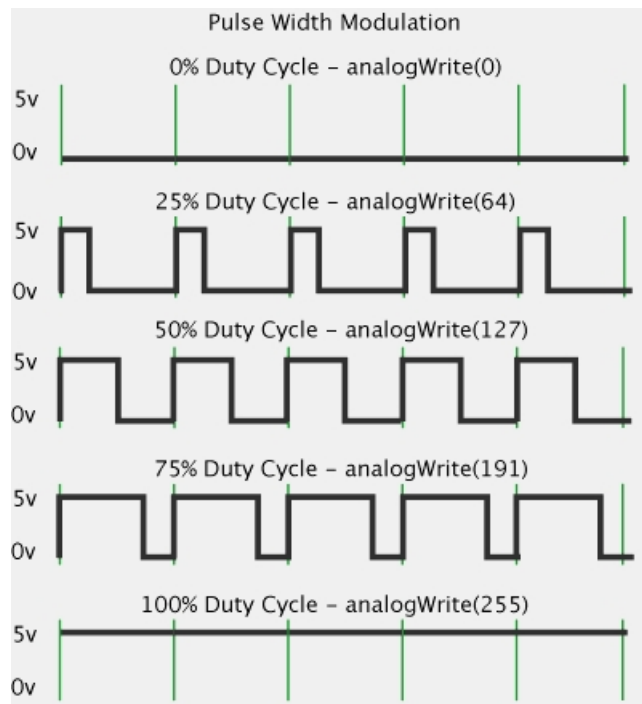 Pulse Width Modulation
0% Duty Cycle – analogWrite(0)
5v
0v
25% Duty Cycle – analogWrite(64)
5v
0v
50% Duty Cycle – analogWrite(127)
5v
0v
75% Duty Cycle – analogWrite(191)
5v
0v
100% Duty Cycle – analogWrite(255)
5v
0v